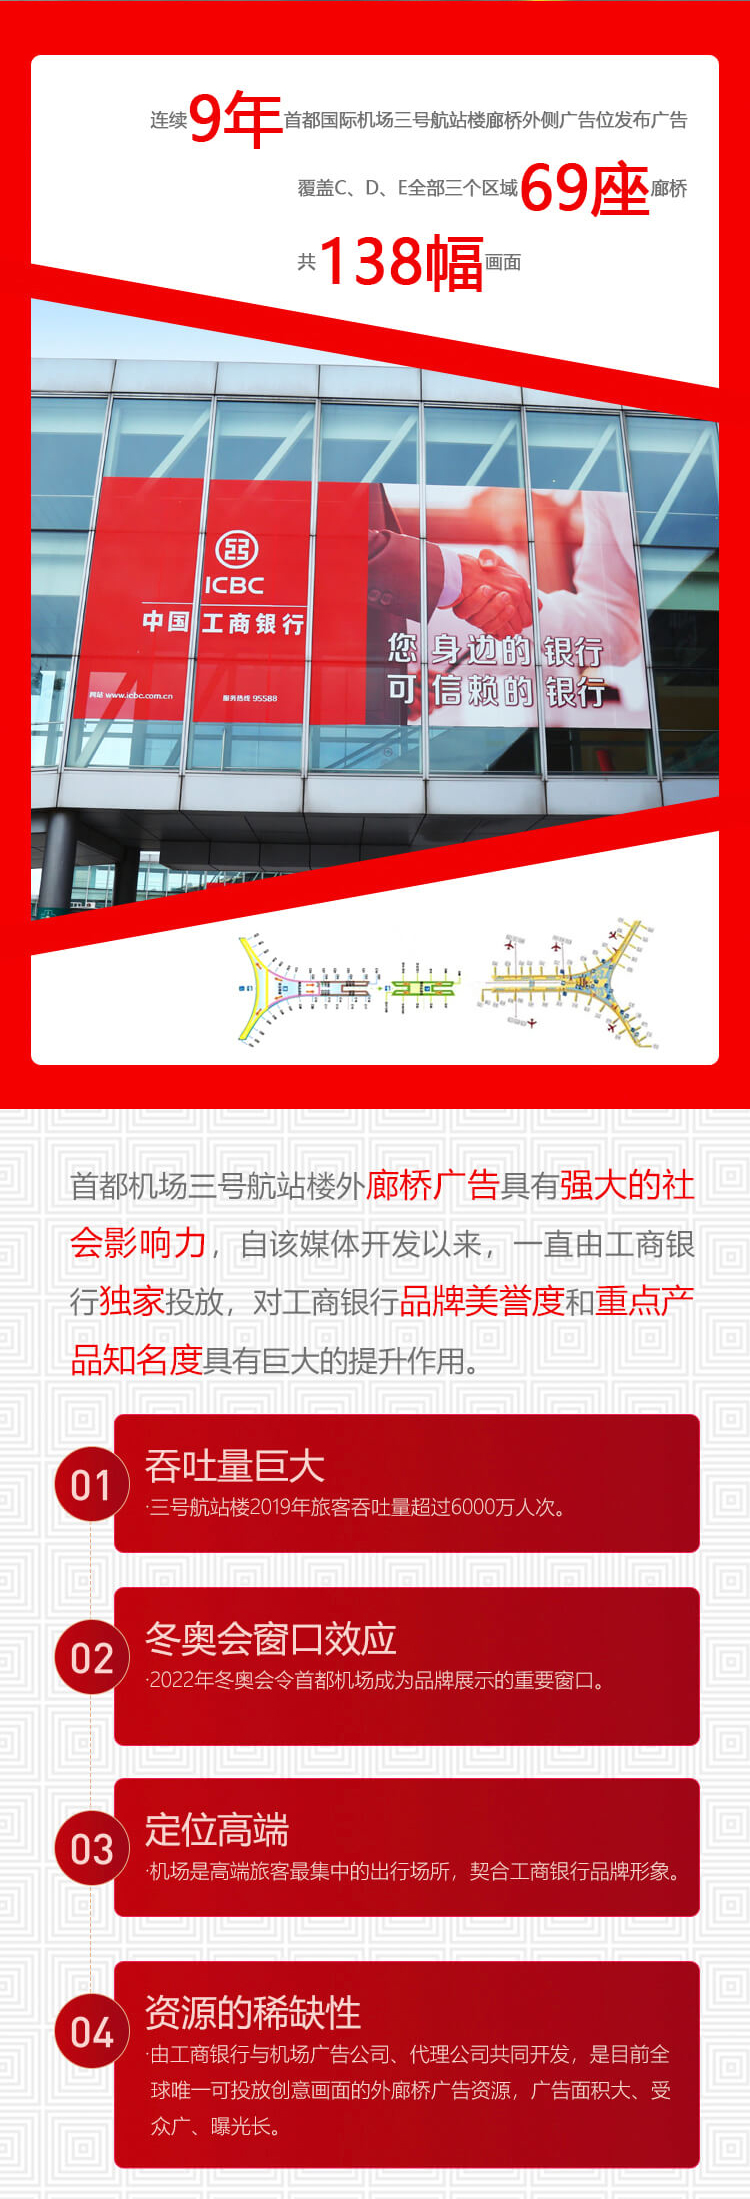 连续9年首都国际机场三号航站楼廊桥外侧广告位发布广告
覆盖C、D、E全部三个区域69座廊桥
共138幅画面
ICBC
中国工商银行
您身边的银行
可信赖的银行
网站 www.icbc.com.cn
服务热线 95588
首都机场三号航站楼外廊桥广告具有强大的社
会影响力，自该媒体开发以来，一直由工商银
行独家投放，对工商银行品牌美誉度和重点产
品知名度具有巨大的提升作用。
01
吞吐量巨大
·三号航站楼2019年旅客吞吐量超过6000万人次。
02
冬奥会窗口效应
·2022年冬奥会令首都机场成为品牌展示的重要窗口。
03
定位高端
·机场是高端旅客最集中的出行场所，契合工商银行品牌形象。
04
资源的稀缺性
·由工商银行与机场广告公司、代理公司共同开发，是目前全
球唯一可投放创意画面的外廊桥广告资源，广告面积大、受
众广、曝光长。